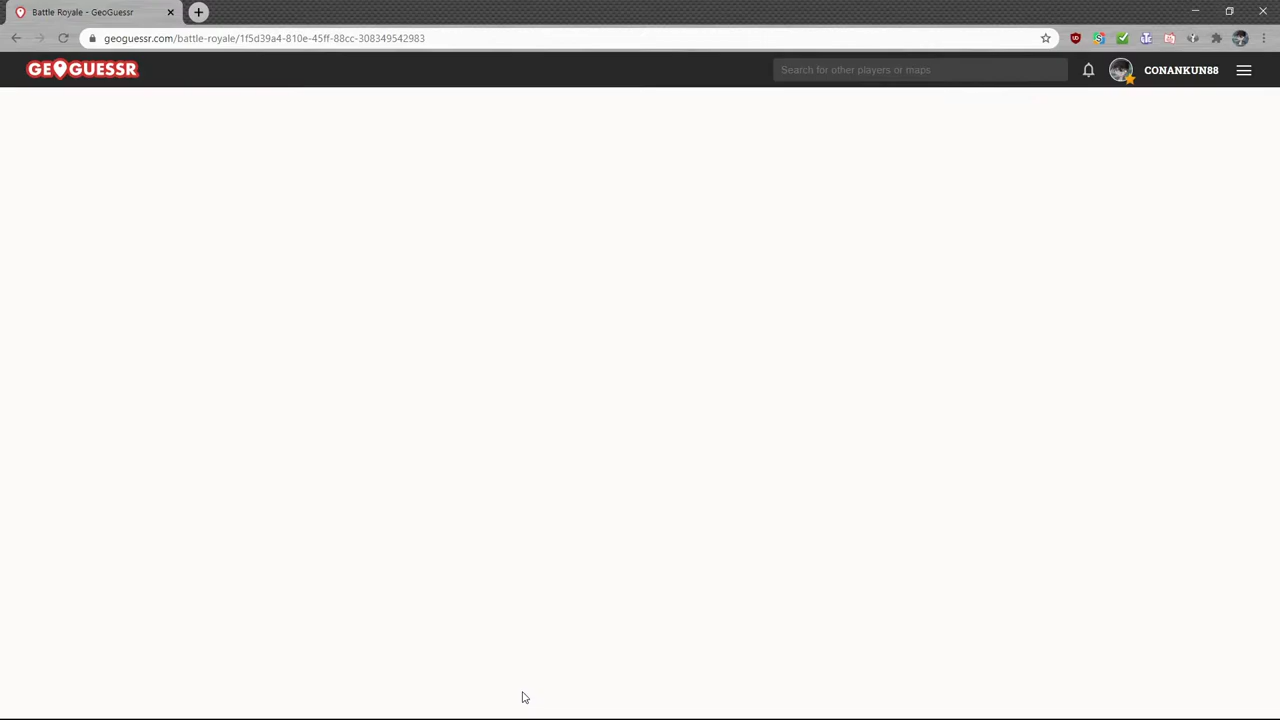 Battle Royale - GeoGuessr
geoguessr.com/battle-royale/1f5d39a4-810e-45ff-88cc-308349542983
GEOGUESSR
Search for other players or maps
CONANKUN88